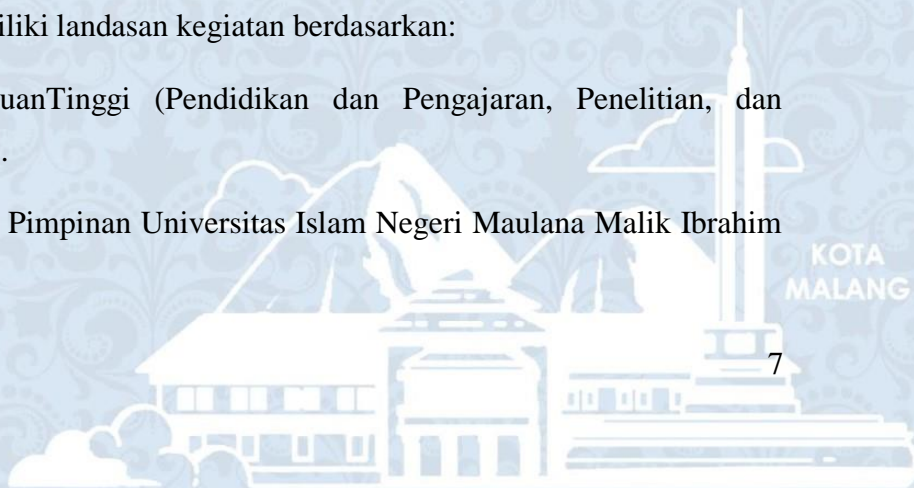 iliki landasan kegiatan berdasarkan:
uanTinggi (Pendidikan dan Pengajaran, Penelitian, dan
.
Pimpinan Universitas Islam Negeri Maulana Malik Ibrahim
KOTA
MALANG
7